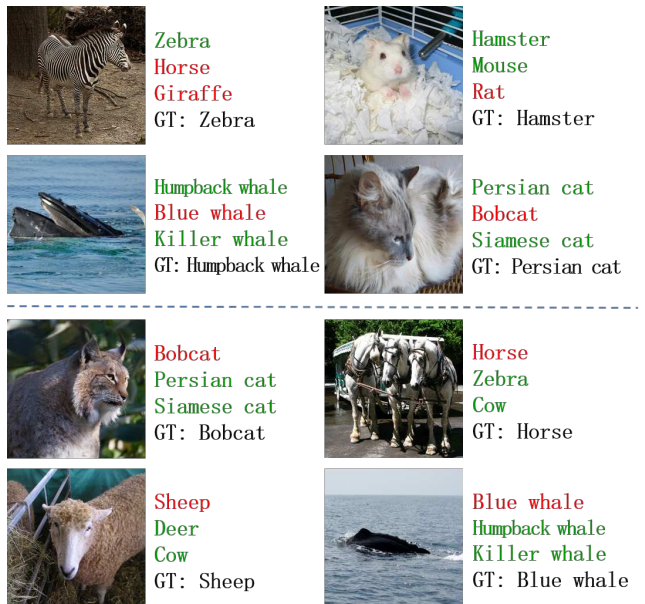 Zebra
Horse
Giraffe
GT: Zebra
Hamster
Mouse
Rat
GT: Hamster
Humpback whale
Blue whale
Killer whale
GT: Humpback whale
Persian cat
Bobcat
Siamese cat
GT: Persian cat
Bobcat
Persian cat
Siamese cat
GT: Bobcat
Horse
Zebra
Cow
GT: Horse
Sheep
Deer
Cow
GT: Sheep
Blue whale
Humpback whale
Killer whale
GT: Blue whale